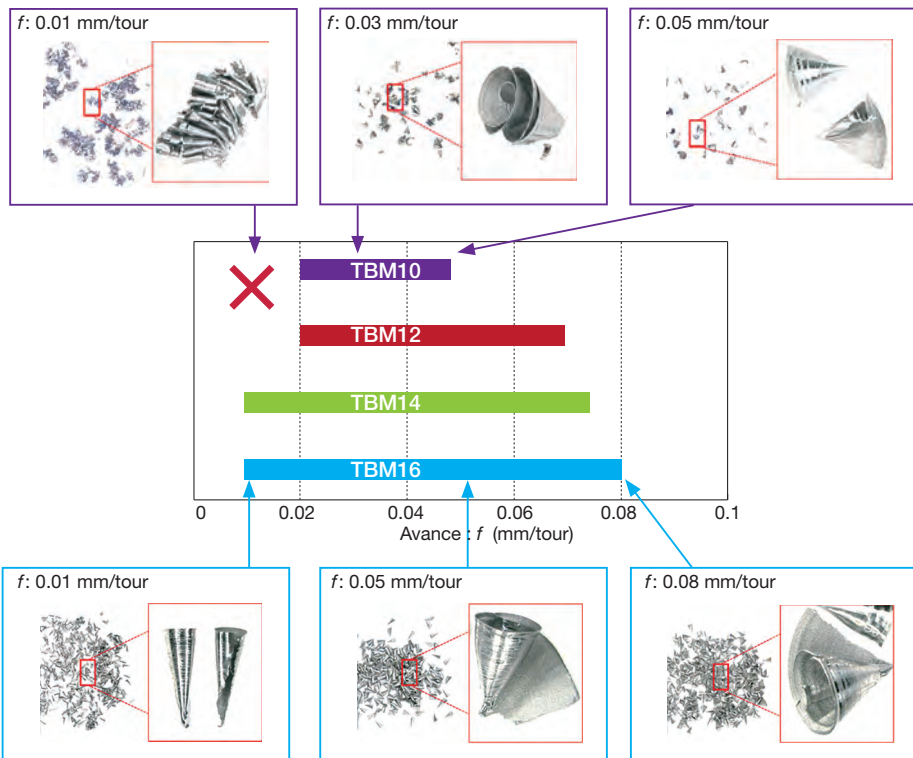 f: 0.01 mm/tour
f: 0.03 mm/tour
f: 0.05 mm/tour
TBM10
TBM12
TBM14
TBM16
0 0.02 0.04 0.06 0.08 0.1
Avance : f (mm/tour)
f: 0.01 mm/tour
f: 0.05 mm/tour
f: 0.08 mm/tour